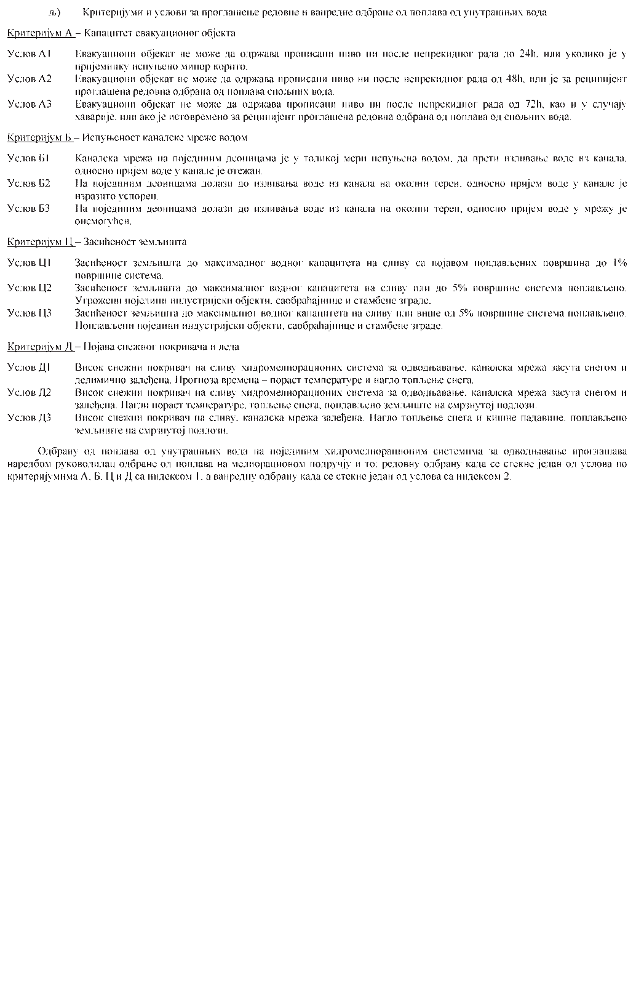 љ) Критеријуми и услови за проглашење редовне и ванредне одбране од поплава од унутрашњих вода
Критеријум А – Капацитет евакуационог објекта
Услов А1 Евакуациони објекат не може да одржава прописани ниво ни после непрекидног рада до 24h, или уколико је у
пријемнику испуњено минор корито.
Услов А2 Евакуациони објекат не може да одржава прописани ниво ни после непрекидног рада од 48h, или је за реципијент
проглашена редовна одбрана од поплава спољних вода.
Услов А3 Евакуациони објекат не може да одржава прописани ниво ни после непрекидног рада од 72h, као и у случају
хаварије, или ако је истовремено за реципијент проглашена редовна одбрана од поплава од спољних вода.
Критеријум Б – Испуњеност каналске мреже водом
Услов Б1 Каналска мрежа на појединим деоницама је у толикој мери испуњена водом, да прети изливање воде из канала,
односно пријем воде у канале је отежан.
Услов Б2 На појединим деоницама долази до изливања воде из канала на околни терен, односно пријем воде у канале је
изразито успорен.
Услов Б3 На појединим деоницама долази до изливања воде из канала на околни терен, односно пријем воде у мрежу је
онемогућен.
Критеријум Ц – Засићеност земљишта
Услов Ц1 Засићеност земљишта до максималног водног капацитета на сливу са појавом поплављених површина до 1%
површине система.
Услов Ц2 Засићеност земљишта до максималног водног капацитета на сливу или до 5% површине система поплављено.
Угрожени поједини индустријски објекти, саобраћајнице и стамбене зграде.
Услов Ц3 Засићеност земљишта до максималног водног капацитета на сливу или више од 5% површине система поплављено.
Поплављени поједини индустријски објекти, саобраћајнице и стамбене зграде.
Критеријум Д – Појава снежног покривача и леда
Услов Д1 Висок снежни покривач на сливу хидромелиорационих система за одводњавање, каналска мрежа засута снегом и
делимично залеђена. Прогноза времена – пораст температуре и нагло топљење снега.
Услов Д2 Висок снежни покривач на сливу хидромелиорационих система за одводњавање, каналска мрежа засута снегом и
залеђена. Нагли пораст температуре, топљење снега, поплављено земљиште на смрзнутој подлози.
Услов Д3 Висок снежни покривач на сливу, каналска мрежа залеђена. Нагло топљење снега и кишне падавине, поплављено
земљиште на смрзнутој подлози.
Одбрану од поплава од унутрашњих вода на појединим хидромелиорационим системима за одводњавање проглашава
наредбом руководилац одбране од поплава на мелиорационом подручју и то: редовну одбрану када се стекне један од услова по
критеријумима А, Б, Ц и Д са индексом 1, а ванредну одбрану када се стекне један од услова са индексом 2.